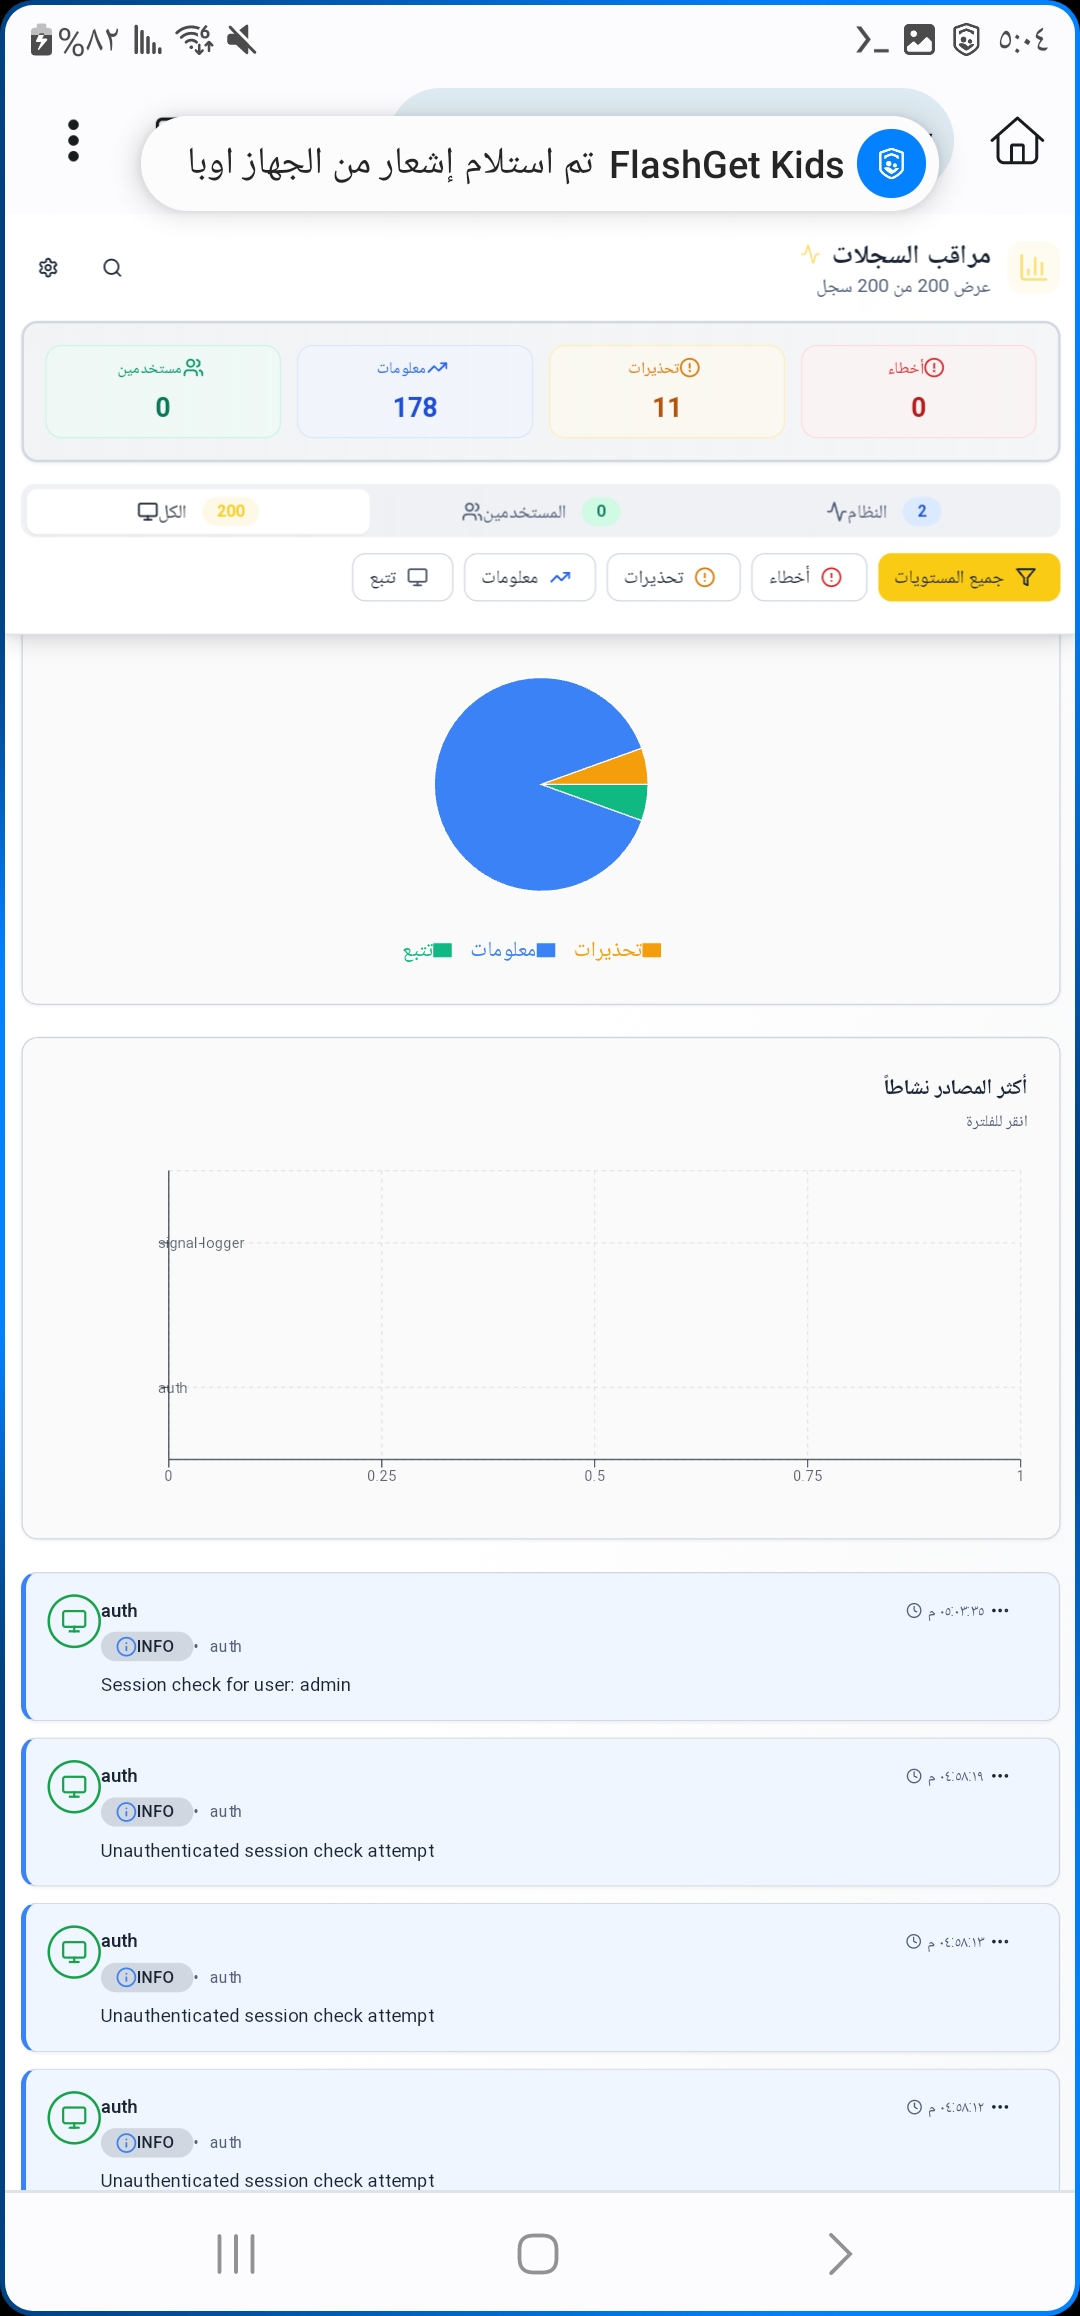 ٥:٠٤
%٨٢
FlashGet Kids تم استلام إشعار من الجهاز اوبا
مراقب السجلات
عرض 200 من 200 سجل
أخطاء
0
تحذيرات
11
معلومات
178
مستخدمين
0
النظام 2
المستخدمين 0
الكل 200
جميع المستويات
أخطاء
تحذيرات
معلومات
تتبع
تحذيرات
معلومات
تتبع
أكثر المصادر نشاطاً
انقر للفلترة
signal-logger
auth
0 0.25 0.5 0.75 1
auth
٠٥:٠٣:٣٥ م
INFO • auth
Session check for user: admin
auth
٠٤:٥٨:١٩ م
INFO • auth
Unauthenticated session check attempt
auth
٠٤:٥٨:١٣ م
INFO • auth
Unauthenticated session check attempt
auth
٠٤:٥٨:١٢ م
INFO • auth
Unauthenticated session check attempt